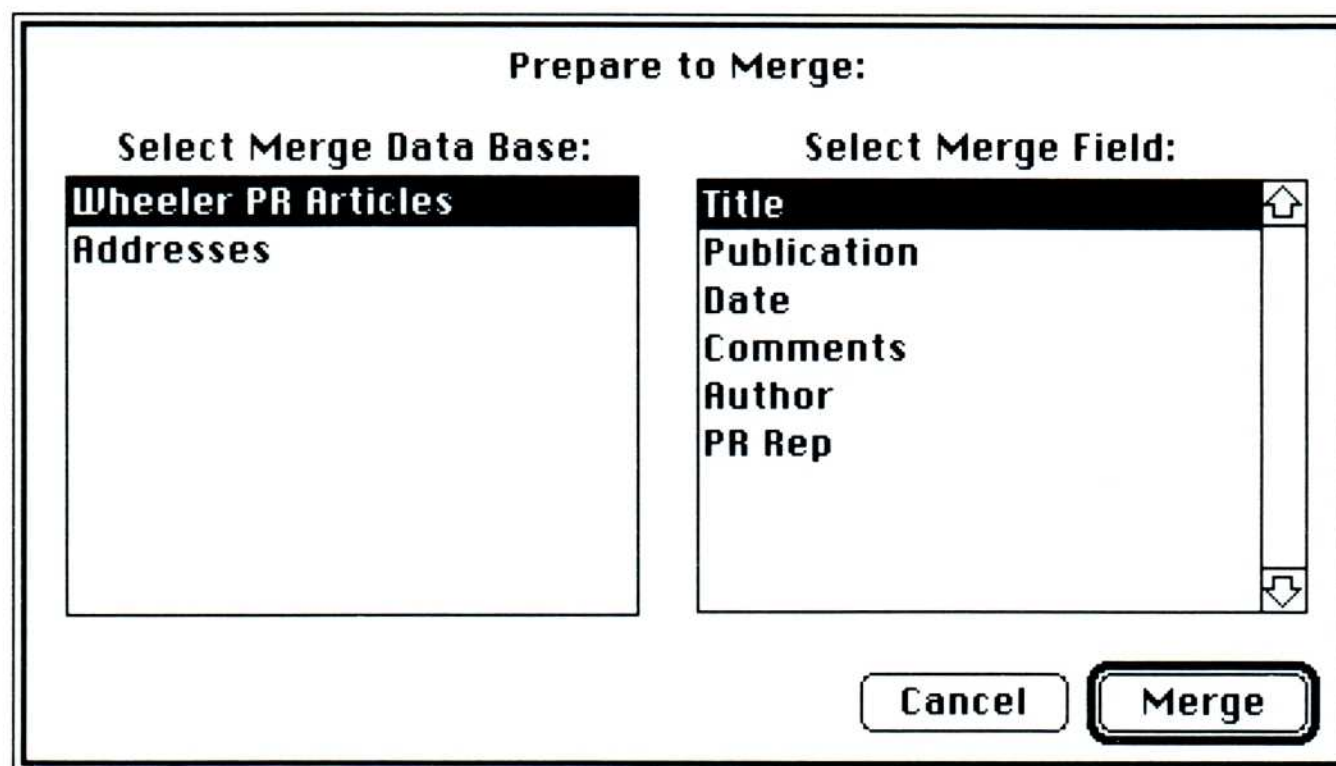 Prepare to Merge:
Select Merge Data Base:
Wheeler PR Articles
Addresses
Select Merge Field:
Title
Publication
Date
Comments
Author
PR Rep
Cancel
Merge